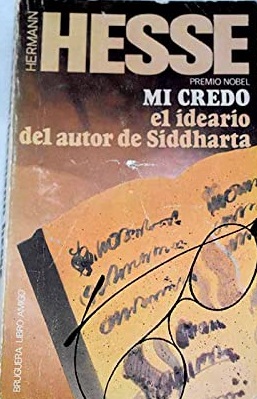 HERMANN
HESSE
PREMIO NOBEL
MI CREDO
el ideario
del autor de Siddharta
BRUGUERA LIBRO AMIGO